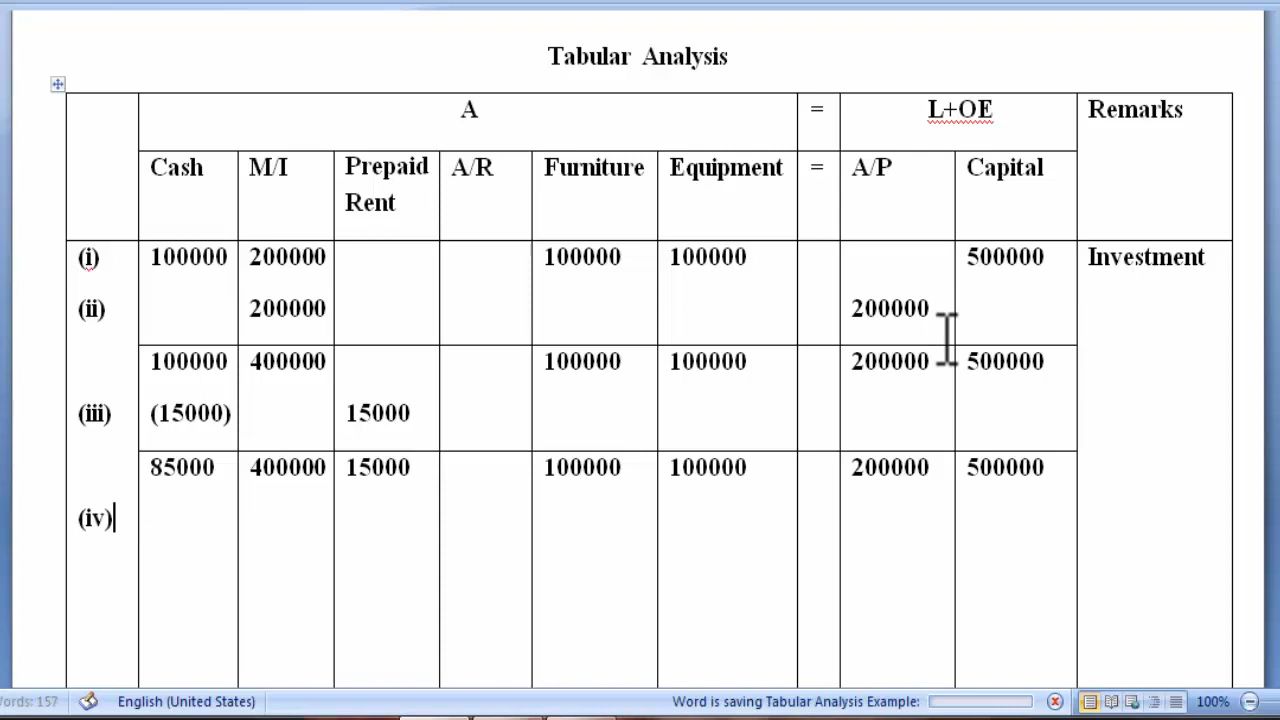 Tabular Analysis
A = L+OE Remarks
Cash M/I Prepaid Rent A/R Furniture Equipment = A/P Capital
(i) 100000 200000 100000 100000 500000 Investment
(ii) 200000 200000
100000 400000 100000 100000 200000 500000
(iii) (15000) 15000
85000 400000 15000 100000 100000 200000 500000
(iv)
Words: 157 English (United States) Word is saving Tabular Analysis Example: 100%